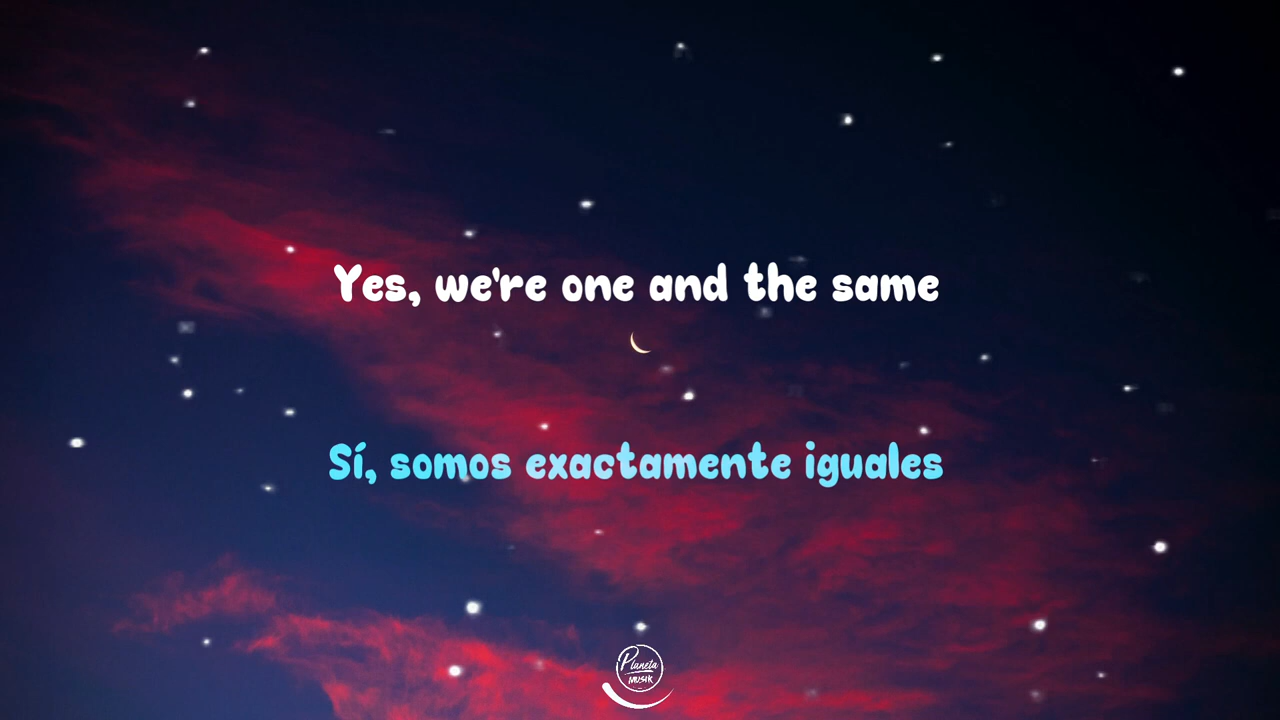 Yes, we're one and the same
Sí, somos exactamente iguales
Planeta
MUSIK